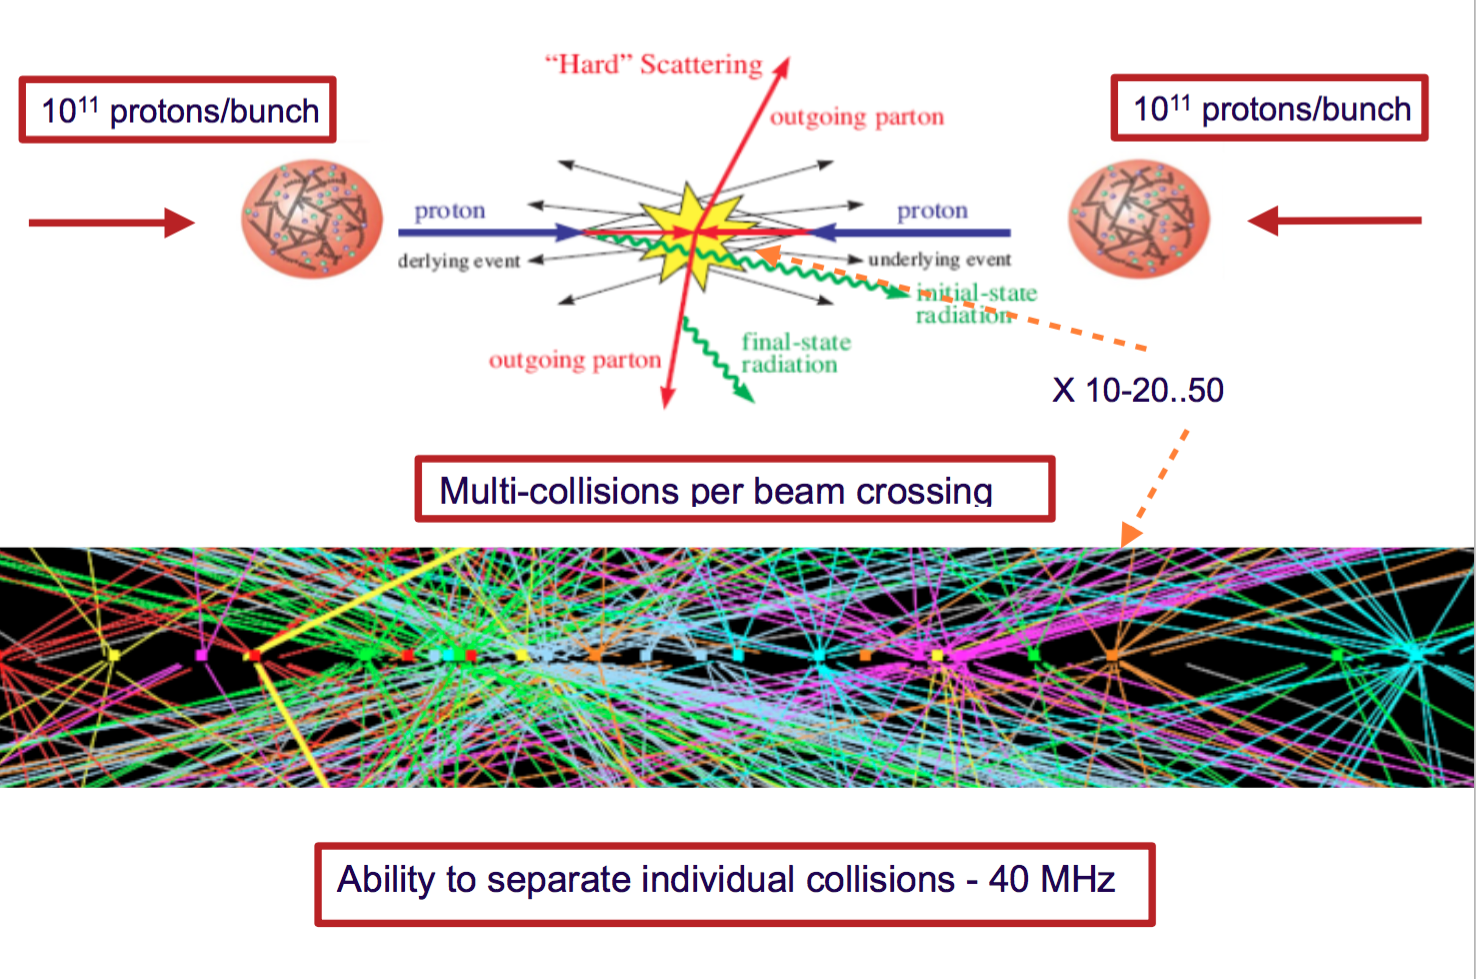 “Hard” Scattering
10¹¹ protons/bunch
10¹¹ protons/bunch
outgoing parton
proton
proton
derlying event
underlying event
initial-state
radiation
final-state
radiation
outgoing parton
X 10-20..50
Multi-collisions per beam crossing
Ability to separate individual collisions - 40 MHz